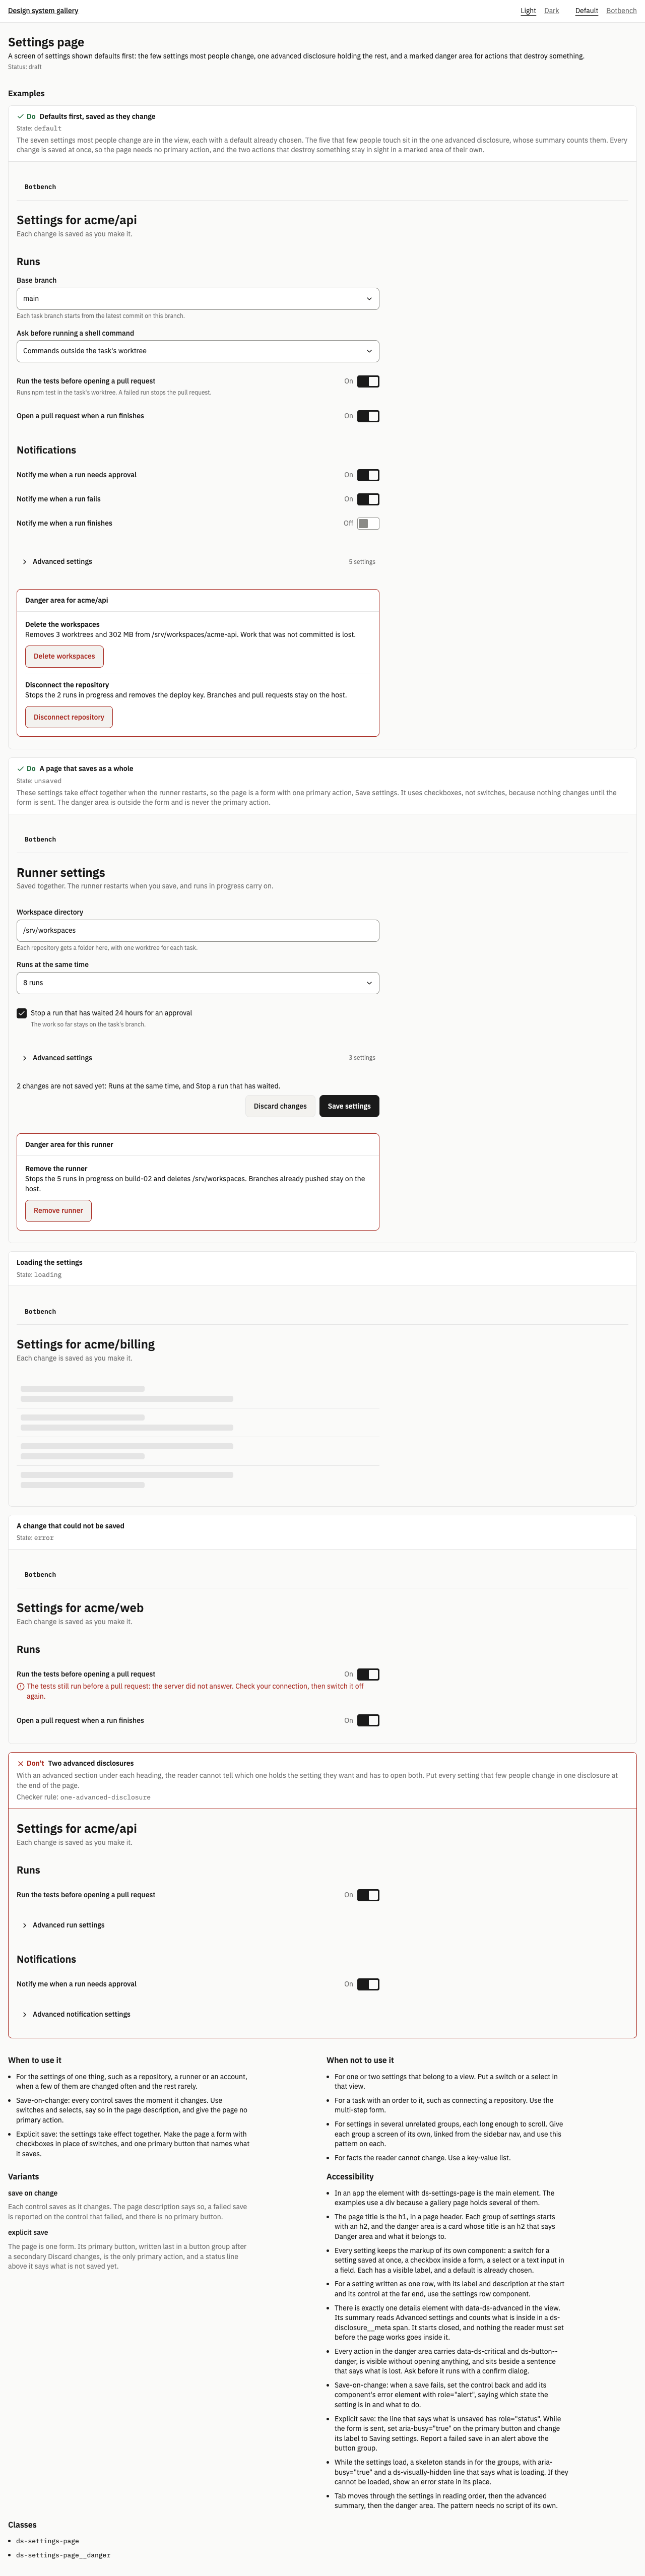 Design system gallery
Light Dark Default Botbench
Settings page
A screen of settings shown defaults first: the few settings most people change, one advanced disclosure holding the rest, and a marked danger area for actions that destroy something.
Status: draft
Examples
Do Defaults first, saved as they change
State: default
The seven settings most people change are in the view, each with a default already chosen. The five that few people touch sit in the one advanced disclosure, whose summary counts them. Every
change is saved at once, so the page needs no primary action, and the two actions that destroy something stay in sight in a marked area of their own.
Botbench
Settings for acme/api
Each change is saved as you make it.
Runs
Base branch
main
Each task branch starts from the latest commit on this branch.
Ask before running a shell command
Commands outside the task's worktree
Run the tests before opening a pull request On
Runs npm test in the task's worktree. A failed run stops the pull request.
Open a pull request when a run finishes On
Notifications
Notify me when a run needs approval On
Notify me when a run fails On
Notify me when a run finishes Off
Advanced settings 5 settings
Danger area for acme/api
Delete the workspaces
Removes 3 worktrees and 302 MB from /srv/workspaces/acme-api. Work that was not committed is lost.
Delete workspaces
Disconnect the repository
Stops the 2 runs in progress and removes the deploy key. Branches and pull requests stay on the host.
Disconnect repository
Do A page that saves as a whole
State: unsaved
These settings take effect together when the runner restarts, so the page is a form with one primary action, Save settings. It uses checkboxes, not switches, because nothing changes until the
form is sent. The danger area is outside the form and is never the primary action.
Botbench
Runner settings
Saved together. The runner restarts when you save, and runs in progress carry on.
Workspace directory
/srv/workspaces
Each repository gets a folder here, with one worktree for each task.
Runs at the same time
8 runs
Stop a run that has waited 24 hours for an approval
The work so far stays on the task's branch.
Advanced settings 3 settings
2 changes are not saved yet: Runs at the same time, and Stop a run that has waited.
Discard changes Save settings
Danger area for this runner
Remove the runner
Stops the 5 runs in progress on build-02 and deletes /srv/workspaces. Branches already pushed stay on the
host.
Remove runner
Loading the settings
State: loading
Botbench
Settings for acme/billing
Each change is saved as you make it.
A change that could not be saved
State: error
Botbench
Settings for acme/web
Each change is saved as you make it.
Runs
Run the tests before opening a pull request On
The tests still run before a pull request: the server did not answer. Check your connection, then switch it off
again.
Open a pull request when a run finishes On
Don't Two advanced disclosures
With an advanced section under each heading, the reader cannot tell which one holds the setting they want and has to open both. Put every setting that few people change in one disclosure at
the end of the page.
Checker rule: one-advanced-disclosure
Settings for acme/api
Each change is saved as you make it.
Runs
Run the tests before opening a pull request On
Advanced run settings
Notifications
Notify me when a run needs approval On
Advanced notification settings
When to use it
For the settings of one thing, such as a repository, a runner or an account,
when a few of them are changed often and the rest rarely.
Save-on-change: every control saves the moment it changes. Use
switches and selects, say so in the page description, and give the page no
primary action.
Explicit save: the settings take effect together. Make the page a form with
checkboxes in place of switches, and one primary button that names what
it saves.
When not to use it
For one or two settings that belong to a view. Put a switch or a select in
that view.
For a task with an order to it, such as connecting a repository. Use the
multi-step form.
For settings in several unrelated groups, each long enough to scroll. Give
each group a screen of its own, linked from the sidebar nav, and use this
pattern on each.
For facts the reader cannot change. Use a key-value list.
Variants
save on change
Each control saves as it changes. The page description says so, a failed save
is reported on the control that failed, and there is no primary button.
explicit save
The page is one form. Its primary button, written last in a button group after
a secondary Discard changes, is the only primary action, and a status line
above it says what is not saved yet.
Accessibility
In an app the element with ds-settings-page is the main element. The
examples use a div because a gallery page holds several of them.
The page title is the h1, in a page header. Each group of settings starts
with an h2, and the danger area is a card whose title is an h2 that says
Danger area and what it belongs to.
Every setting keeps the markup of its own component: a switch for a
setting saved at once, a checkbox inside a form, a select or a text input in
a field. Each has a visible label, and a default is already chosen.
For a setting written as one row, with its label and description at the start
and its control at the far end, use the settings row component.
There is exactly one details element with data-ds-advanced in the view.
Its summary reads Advanced settings and counts what is inside in a ds-
disclosure__meta span. It starts closed, and nothing the reader must set
before the page works goes inside it.
Every action in the danger area carries data-ds-critical and ds-button--
danger, is visible without opening anything, and sits beside a sentence
that says what is lost. Ask before it runs with a confirm dialog.
Save-on-change: when a save fails, set the control back and add its
component's error element with role="alert", saying which state the
setting is in and what to do.
Explicit save: the line that says what is unsaved has role="status". While
the form is sent, set aria-busy="true" on the primary button and change
its label to Saving settings. Report a failed save in an alert above the
button group.
While the settings load, a skeleton stands in for the groups, with aria-
busy="true" and a ds-visually-hidden line that says what is loading. If they
cannot be loaded, show an error state in its place.
Tab moves through the settings in reading order, then the advanced
summary, then the danger area. The pattern needs no script of its own.
Classes
ds-settings-page
ds-settings-page__danger